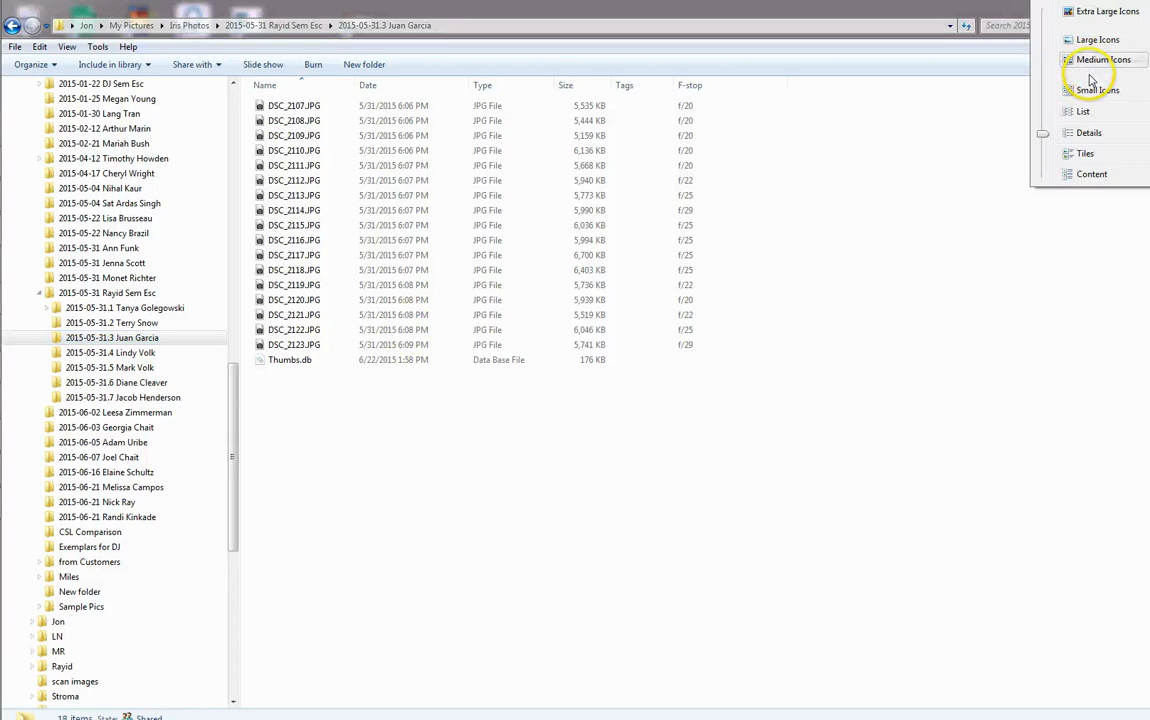 Jon ▸ My Pictures ▸ Iris Photos ▸ 2015-05-31 Rayid Sem Esc ▸ 2015-05-31.3 Juan Garcia
Search 2015
File Edit View Tools Help
Organize Include in library Share with Slide show Burn New folder
Extra Large Icons
Large Icons
Medium Icons
Small Icons
List
Details
Tiles
Content
2015-01-22 DJ Sem Esc
2015-01-25 Megan Young
2015-01-30 Lang Tran
2015-02-12 Arthur Marin
2015-02-21 Mariah Bush
2015-04-12 Timothy Howden
2015-04-17 Cheryl Wright
2015-05-04 Nihal Kaur
2015-05-04 Sat Ardas Singh
2015-05-22 Lisa Brusseau
2015-05-22 Nancy Brazil
2015-05-31 Ann Funk
2015-05-31 Jenna Scott
2015-05-31 Monet Richter
2015-05-31 Rayid Sem Esc
2015-05-31.1 Tanya Golegowski
2015-05-31.2 Terry Snow
2015-05-31.3 Juan Garcia
2015-05-31.4 Lindy Volk
2015-05-31.5 Mark Volk
2015-05-31.6 Diane Cleaver
2015-05-31.7 Jacob Henderson
2015-06-02 Leesa Zimmerman
2015-06-03 Georgia Chait
2015-06-05 Adam Uribe
2015-06-07 Joel Chait
2015-06-16 Elaine Schultz
2015-06-21 Melissa Campos
2015-06-21 Nick Ray
2015-06-21 Randi Kinkade
CSL Comparison
Exemplars for DJ
from Customers
Miles
New folder
Sample Pics
Jon
LN
MR
Rayid
scan images
Stroma
Name Date Type Size Tags F-stop
DSC_2107.JPG 5/31/2015 6:06 PM JPG File 5,535 KB f/20
DSC_2108.JPG 5/31/2015 6:06 PM JPG File 5,444 KB f/20
DSC_2109.JPG 5/31/2015 6:06 PM JPG File 5,159 KB f/20
DSC_2110.JPG 5/31/2015 6:06 PM JPG File 6,136 KB f/20
DSC_2111.JPG 5/31/2015 6:07 PM JPG File 5,668 KB f/20
DSC_2112.JPG 5/31/2015 6:07 PM JPG File 5,940 KB f/22
DSC_2113.JPG 5/31/2015 6:07 PM JPG File 5,773 KB f/25
DSC_2114.JPG 5/31/2015 6:07 PM JPG File 5,990 KB f/29
DSC_2115.JPG 5/31/2015 6:07 PM JPG File 6,036 KB f/25
DSC_2116.JPG 5/31/2015 6:07 PM JPG File 5,994 KB f/25
DSC_2117.JPG 5/31/2015 6:07 PM JPG File 6,700 KB f/25
DSC_2118.JPG 5/31/2015 6:07 PM JPG File 6,403 KB f/25
DSC_2119.JPG 5/31/2015 6:08 PM JPG File 5,736 KB f/22
DSC_2120.JPG 5/31/2015 6:08 PM JPG File 5,939 KB f/20
DSC_2121.JPG 5/31/2015 6:08 PM JPG File 5,519 KB f/22
DSC_2122.JPG 5/31/2015 6:08 PM JPG File 6,046 KB f/25
DSC_2123.JPG 5/31/2015 6:09 PM JPG File 5,741 KB f/29
Thumbs.db 6/22/2015 1:58 PM Data Base File 176 KB
18 items State: Shared